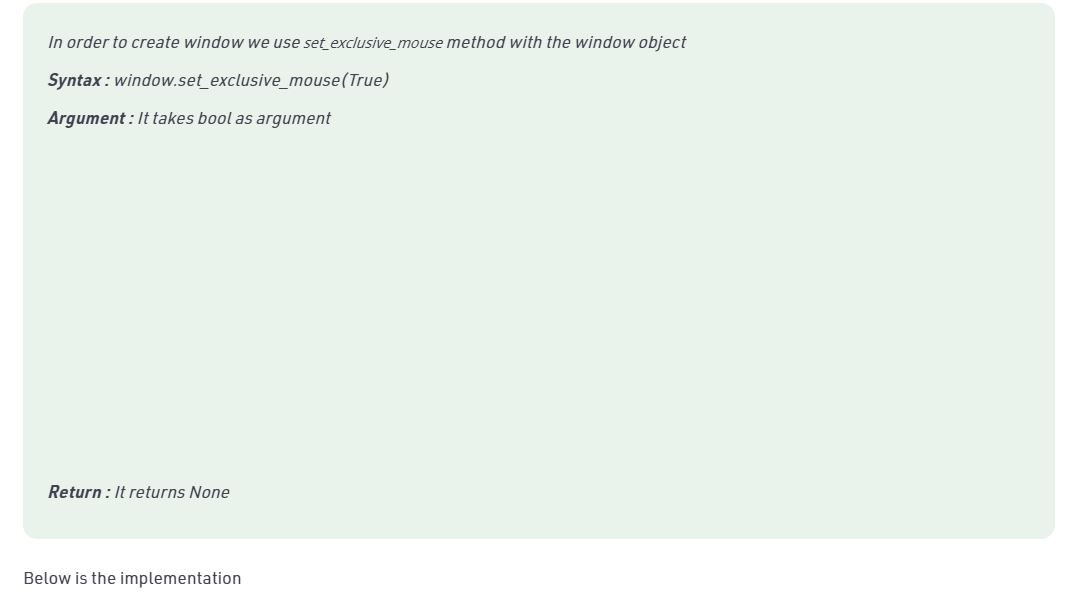 In order to create window we use set_exclusive_mouse method with the window object
Syntax : window.set_exclusive_mouse(True)
Argument : It takes bool as argument
Return : It returns None
Below is the implementation